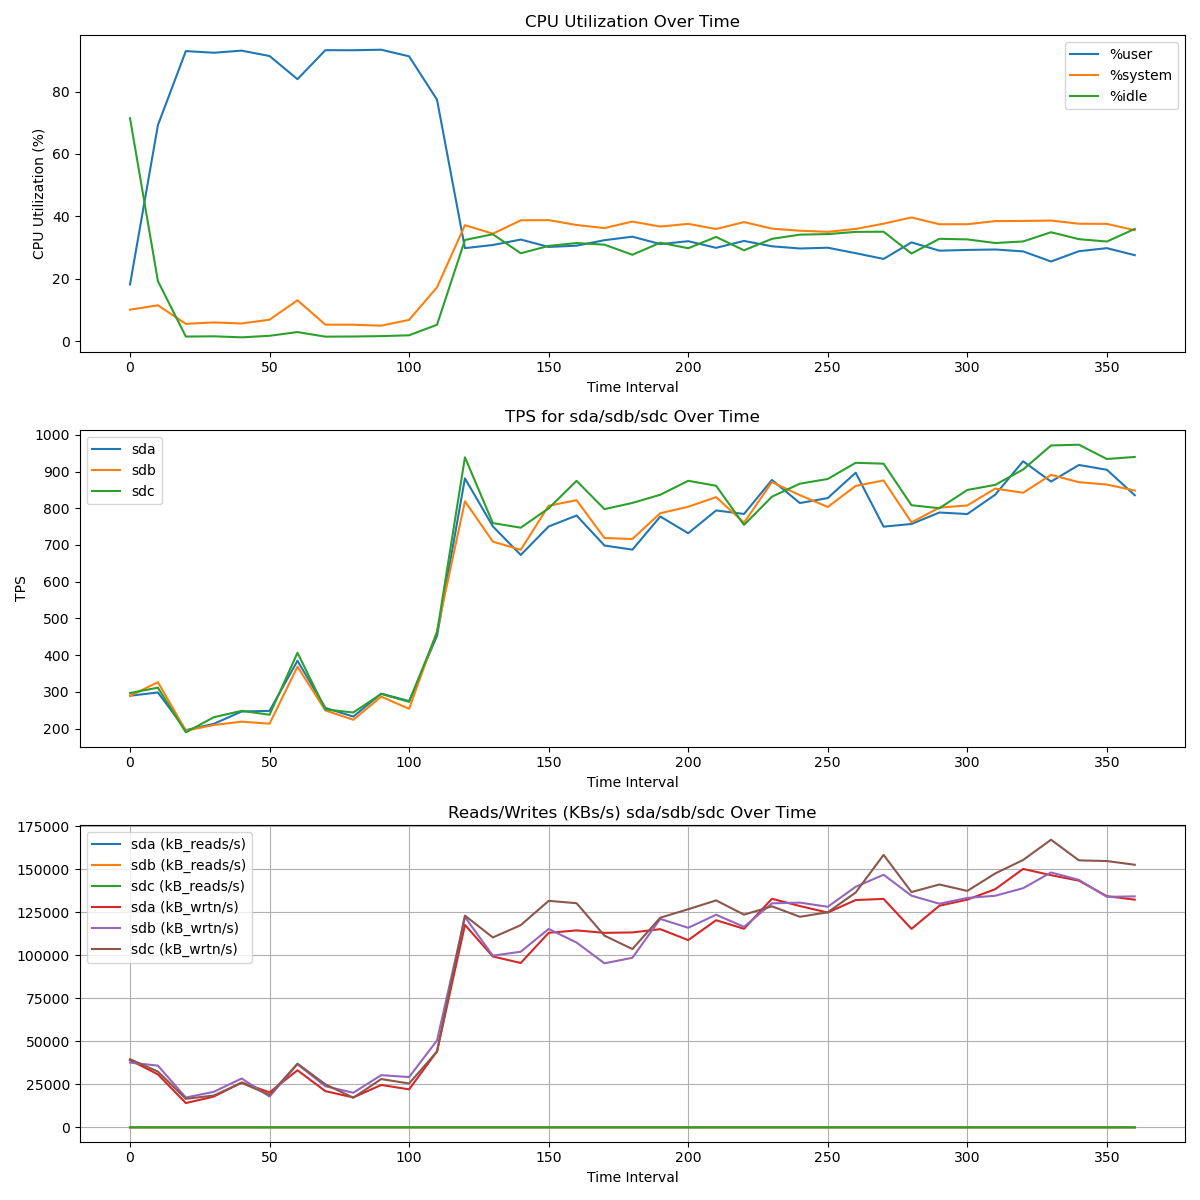 CPU Utilization Over Time
CPU Utilization (%)
80
60
40
20
0
%user
%system
%idle
0 50 100 150 200 250 300 350
Time Interval
TPS for sda/sdb/sdc Over Time
TPS
1000
900
800
700
600
500
400
300
200
sda
sdb
sdc
0 50 100 150 200 250 300 350
Time Interval
Reads/Writes (KBs/s) sda/sdb/sdc Over Time
175000
150000
125000
100000
75000
50000
25000
0
sda (kB_reads/s)
sdb (kB_reads/s)
sdc (kB_reads/s)
sda (kB_wrtn/s)
sdb (kB_wrtn/s)
sdc (kB_wrtn/s)
0 50 100 150 200 250 300 350
Time Interval